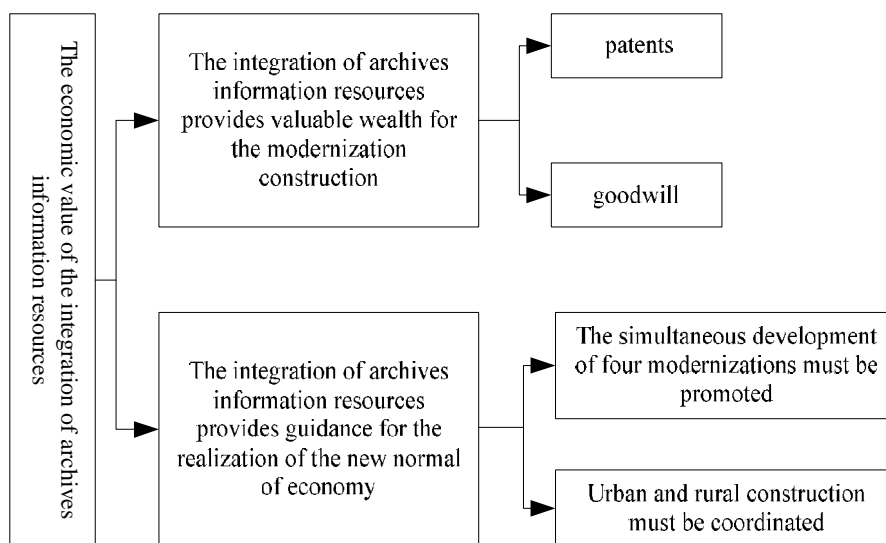 The economic value of the integration of archives
information resources
The integration of archives
information resources
provides valuable wealth for
the modernization
construction
patents
goodwill
The integration of archives
information resources
provides guidance for the
realization of the new normal
of economy
The simultaneous development
of four modernizations must be
promoted
Urban and rural construction
must be coordinated